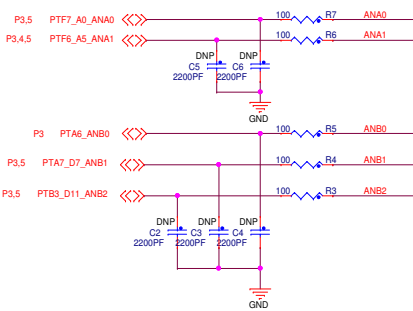 P3,5 PTF7_A0_ANA0 100 R7 ANA0
P3,4,5 PTF6_A5_ANA1 100 R6 ANA1
DNP DNP
C5 C6
2200PF 2200PF
GND
P3 PTA6_ANB0 100 R5 ANB0
P3,5 PTA7_D7_ANB1 100 R4 ANB1
P3,5 PTB3_D11_ANB2 100 R3 ANB2
DNP DNP DNP
C2 C3 C4
2200PF 2200PF 2200PF
GND